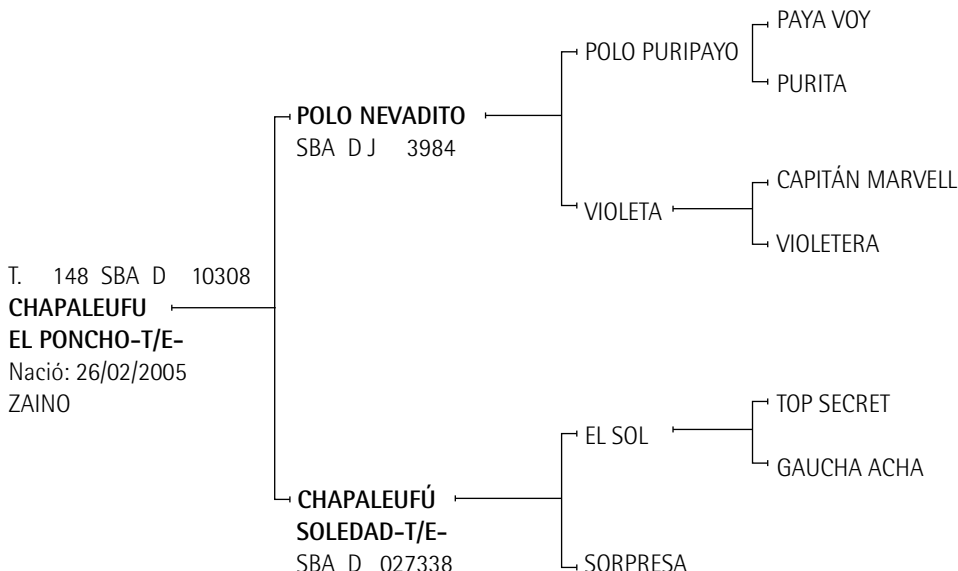 PAYA VOY
POLO PURIPAYO
PURITA
POLO NEVADITO
SBA D J 3984
CAPITÁN MARVELL
VIOLETA
VIOLETERA
T. 148 SBA D 10308
CHAPALEUFU
EL PONCHO-T/E-
Nació: 26/02/2005
ZAINO
TOP SECRET
EL SOL
GAUCHA ACHA
CHAPALEUFÚ
SOLEDAD-T/E-
SBA D 027338
SORPRESA